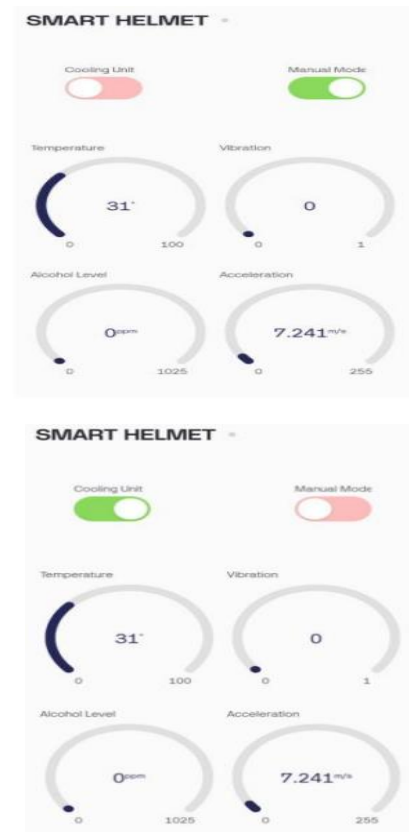 SMART HELMET
Cooling Unit Manual Mode
Temperature Vibration
31° 0
0 100 0 1
Alcohol Level Acceleration
0ppm 7.241m/s
0 1025 0 255
SMART HELMET
Cooling Unit Manual Mode
Temperature Vibration
31° 0
0 100 0 1
Alcohol Level Acceleration
0ppm 7.241m/s
0 1025 0 255